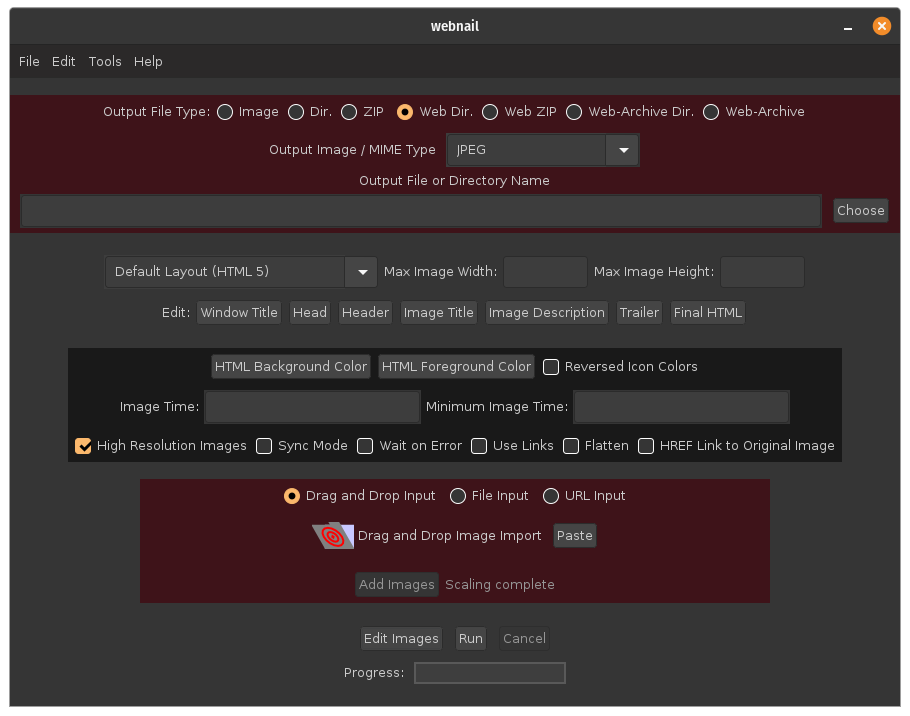 webnail
File Edit Tools Help
Output File Type: Image Dir. ZIP Web Dir. Web ZIP Web-Archive Dir. Web-Archive
Output Image / MIME Type JPEG
Output File or Directory Name
Choose
Default Layout (HTML 5) Max Image Width: Max Image Height:
Edit: Window Title Head Header Image Title Image Description Trailer Final HTML
HTML Background Color HTML Foreground Color Reversed Icon Colors
Image Time: Minimum Image Time:
High Resolution Images Sync Mode Wait on Error Use Links Flatten HREF Link to Original Image
Drag and Drop Input File Input URL Input
Drag and Drop Image Import Paste
Add Images Scaling complete
Edit Images Run Cancel
Progress: